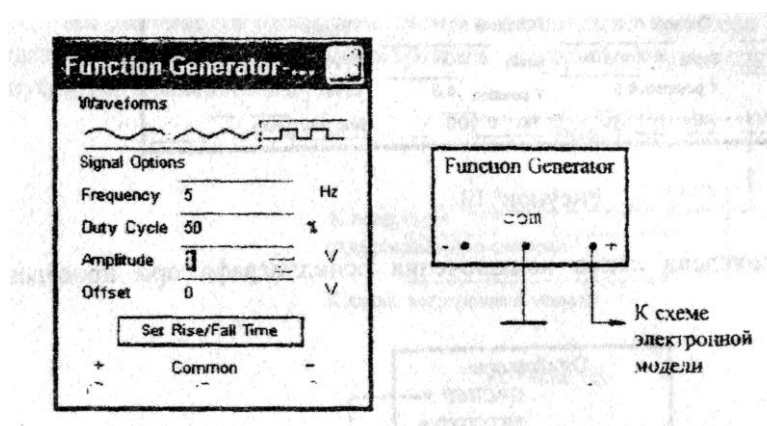 Function Generator-...
Waveforms
Signal Options
Frequency 5 Hz
Duty Cycle 50 %
Amplitude V
Offset 0 V
Set Rise/Fall Time
+ Common -
Function Generator
com
- +
К схеме
электронной
модели